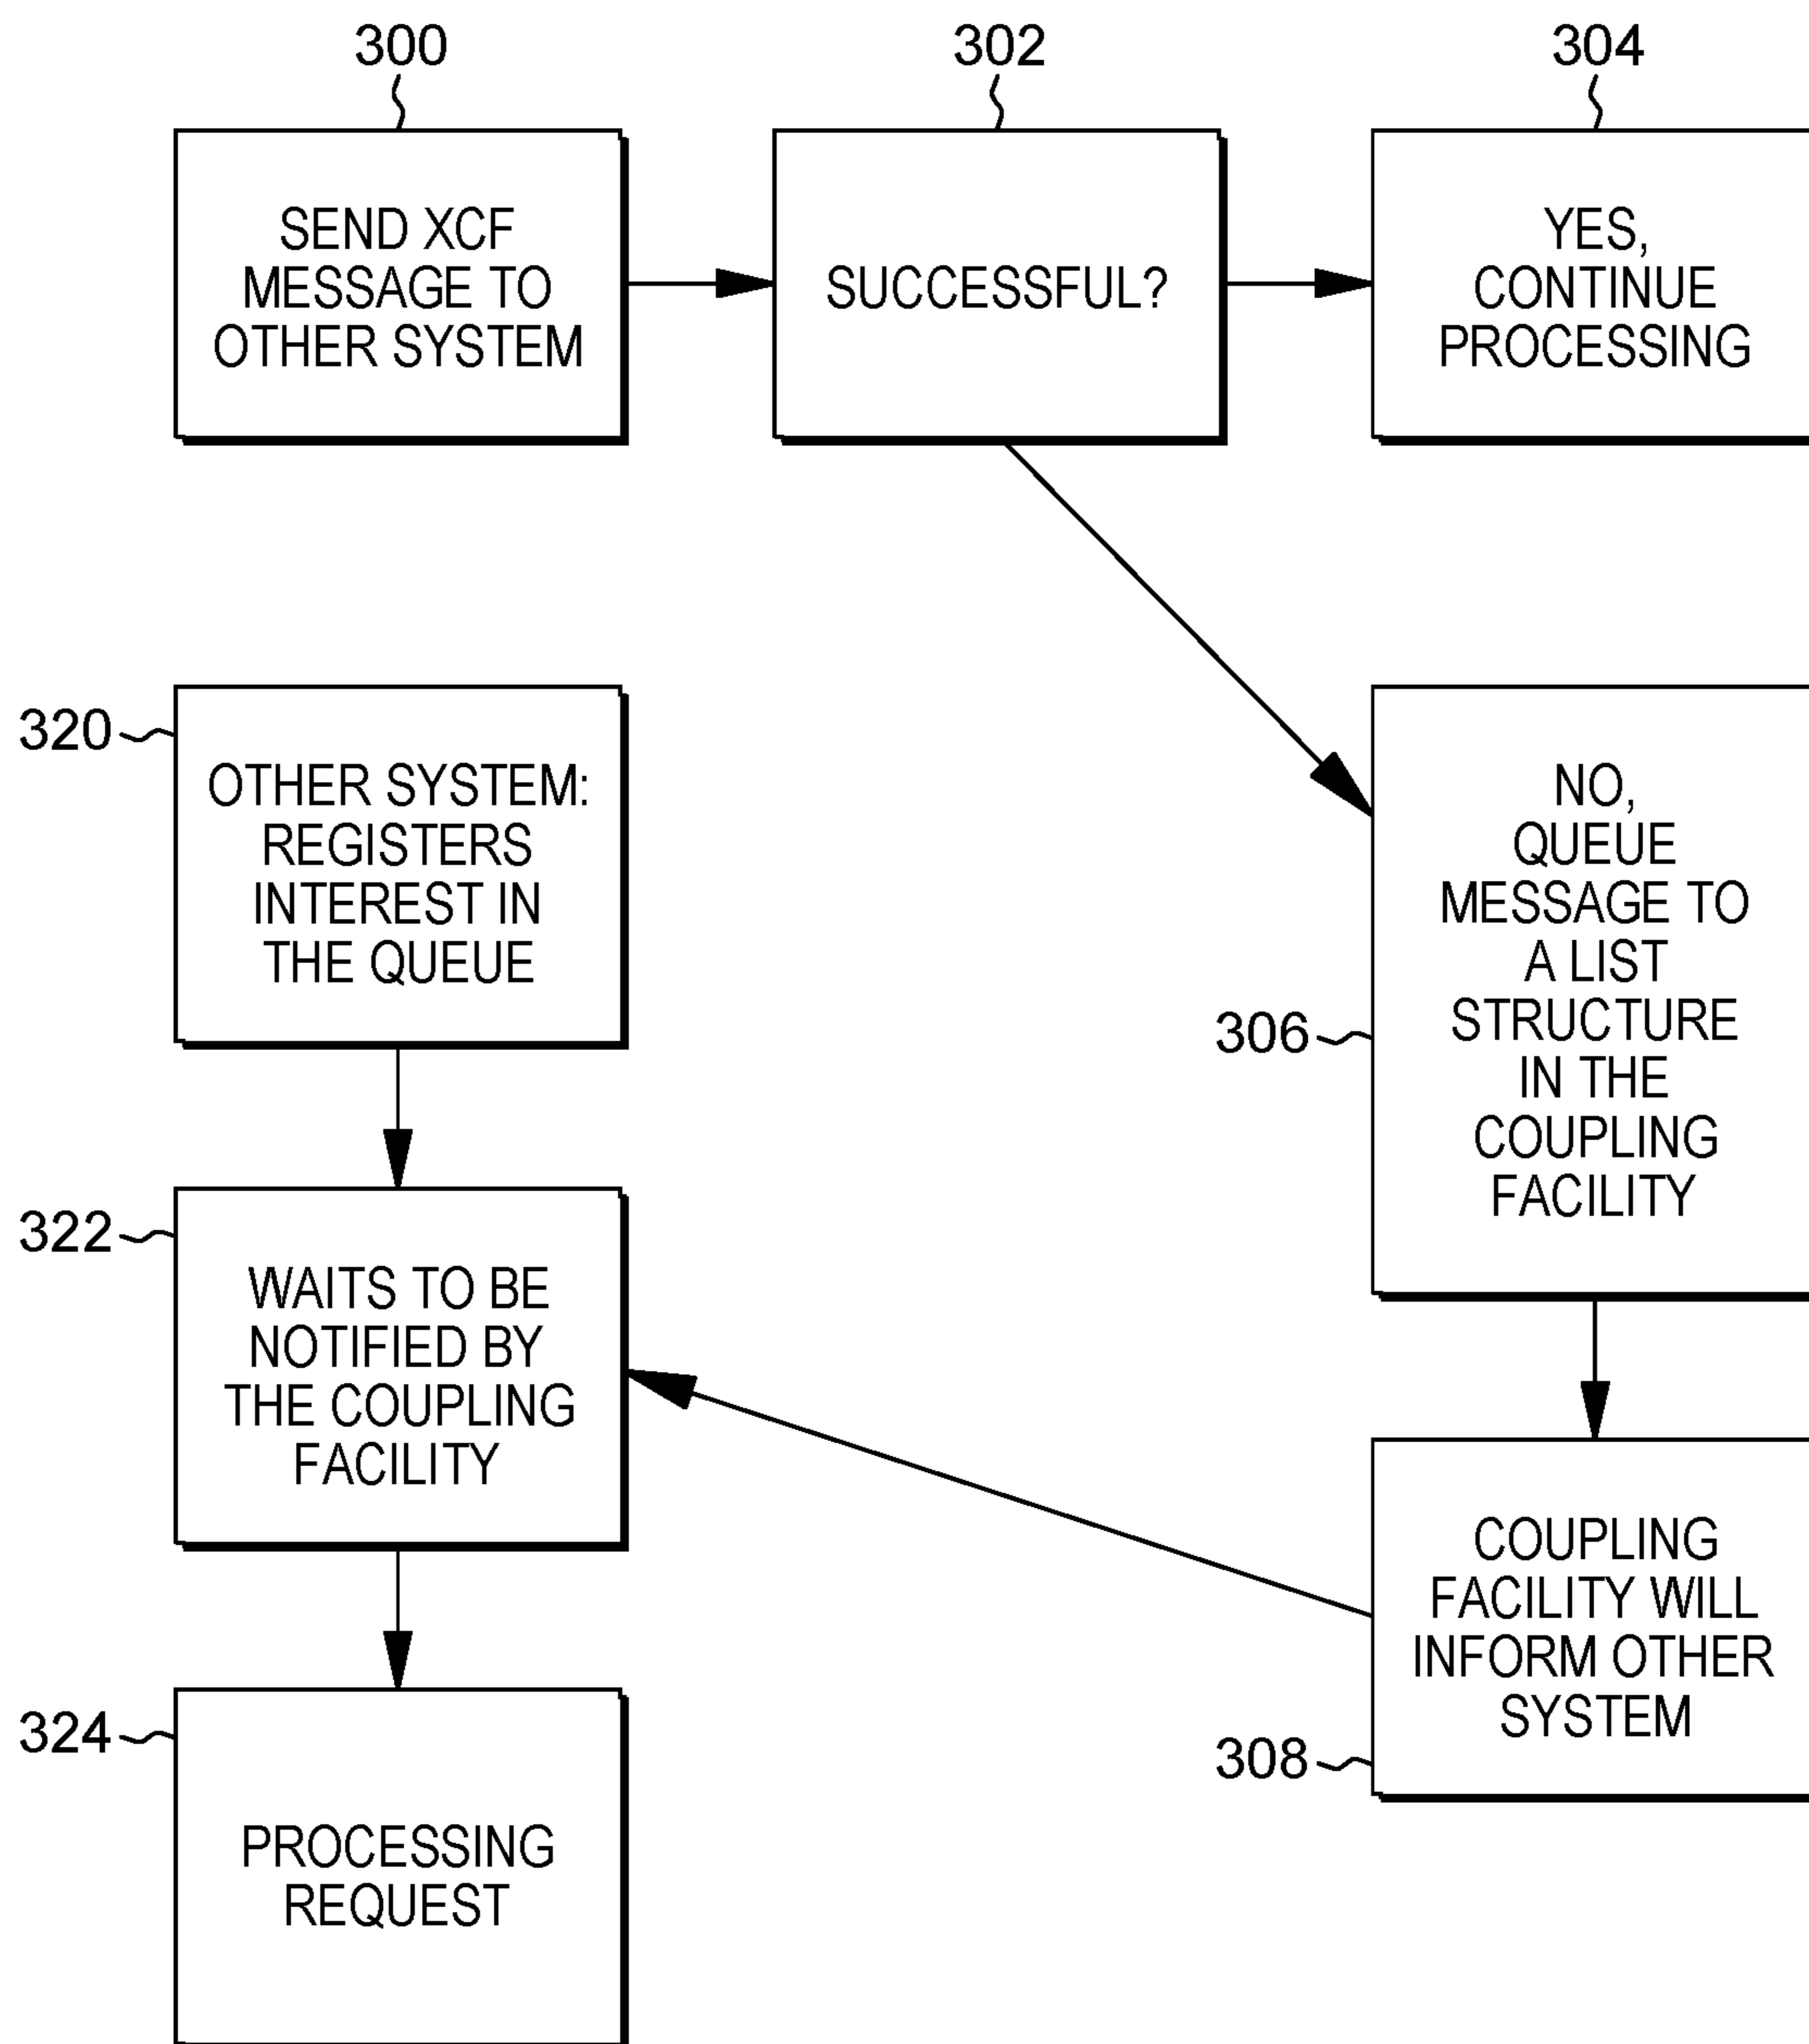 300
302
304
SEND XCF
MESSAGE TO
OTHER SYSTEM
SUCCESSFUL?
YES,
CONTINUE
PROCESSING
320
OTHER SYSTEM:
REGISTERS
INTEREST IN
THE QUEUE
306
NO,
QUEUE
MESSAGE TO
A LIST
STRUCTURE
IN THE
COUPLING
FACILITY
322
WAITS TO BE
NOTIFIED BY
THE COUPLING
FACILITY
308
COUPLING
FACILITY WILL
INFORM OTHER
SYSTEM
324
PROCESSING
REQUEST